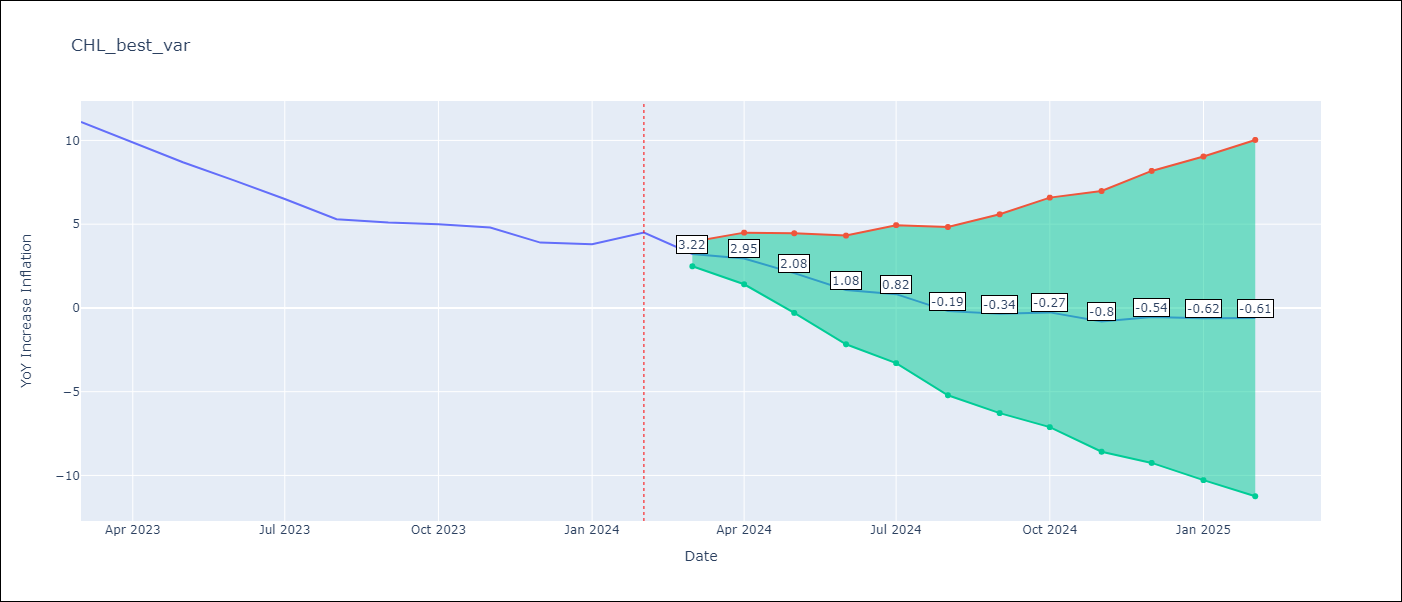 CHL_best_var
YoY Increase Inflation
10
5
0
−5
−10
3.22
2.95
2.08
1.08
0.82
-0.19
-0.34
-0.27
-0.8
-0.54
-0.62
-0.61
Apr 2023
Jul 2023
Oct 2023
Jan 2024
Apr 2024
Jul 2024
Oct 2024
Jan 2025
Date